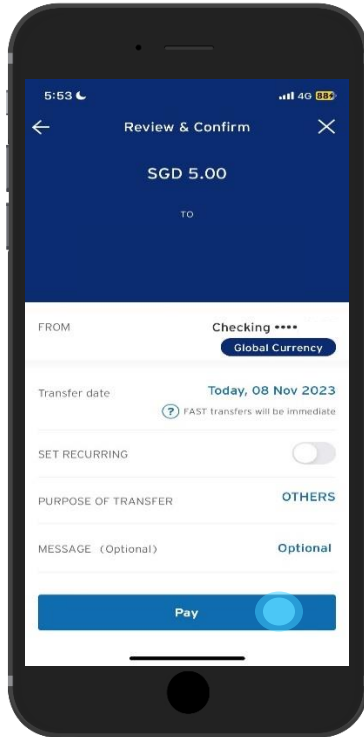 5:53 4G 88
Review & Confirm
SGD 5.00
TO
FROM Checking ••••
Global Currency
Transfer date Today, 08 Nov 2023
? FAST transfers will be immediate
SET RECURRING
PURPOSE OF TRANSFER OTHERS
MESSAGE (Optional) Optional
Pay